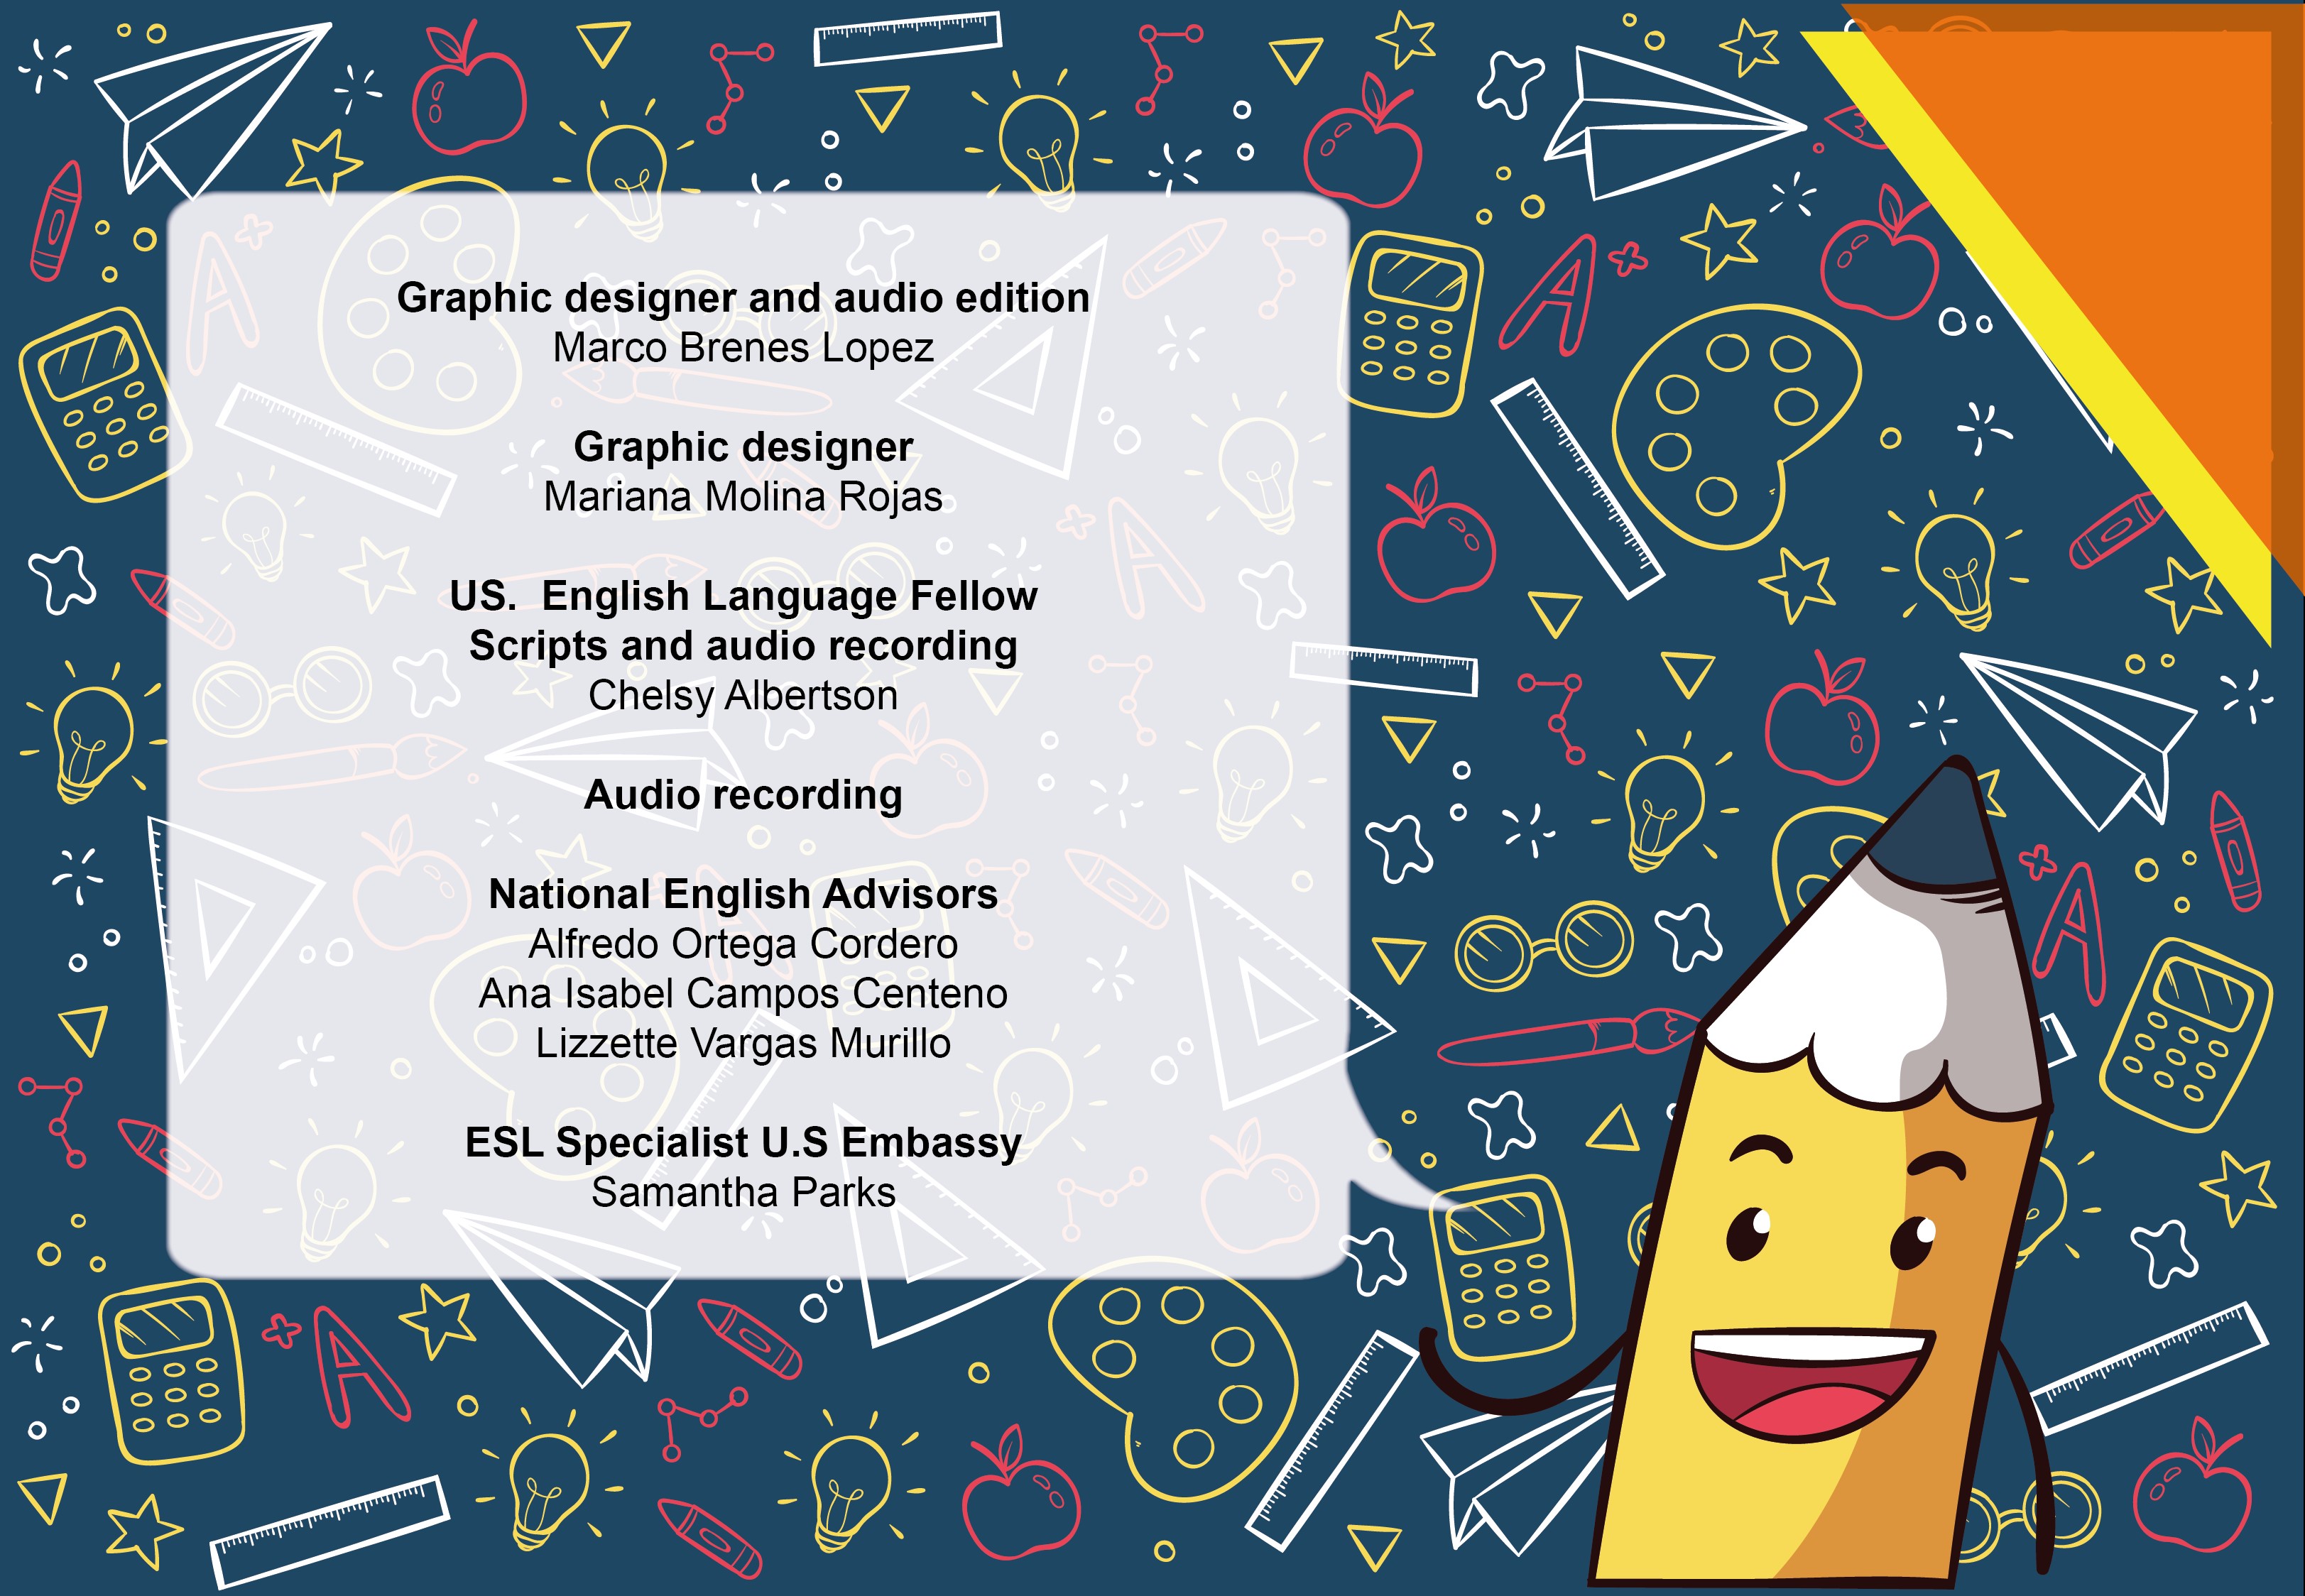 Graphic designer and audio edition
Marco Brenes Lopez
Graphic designer
Mariana Molina Rojas
US.  English Language Fellow
Scripts and audio recording
Chelsy Albertson
Audio recording
National English Advisors
Alfredo Ortega Cordero
Ana Isabel Campos Centeno
Lizzette Vargas Murillo
ESL Specialist U.S Embassy
Samantha Parks